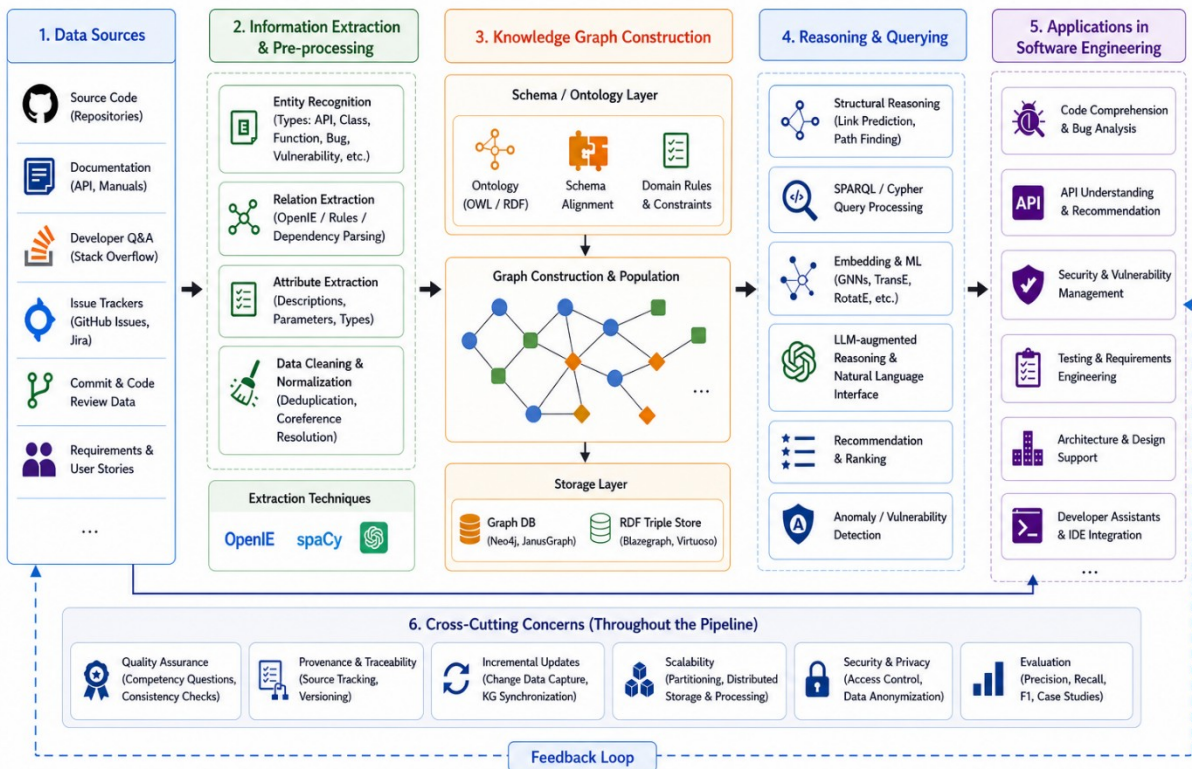 1. Data Sources
Source Code
(Repositories)
Documentation
(API, Manuals)
Developer Q&A
(Stack Overflow)
Issue Trackers
(GitHub Issues,
Jira)
Commit & Code
Review Data
Requirements &
User Stories
...
2. Information Extraction
& Pre-processing
E
Entity Recognition
(Types: API, Class,
Function, Bug,
Vulnerability, etc.)
Relation Extraction
(OpenIE / Rules /
Dependency Parsing)
Attribute Extraction
(Descriptions,
Parameters, Types)
Data Cleaning &
Normalization
(Deduplication,
Coreference
Resolution)
Extraction Techniques
OpenIE
spaCy
3. Knowledge Graph Construction
Schema / Ontology Layer
Ontology
(OWL / RDF)
Schema
Alignment
Domain Rules
& Constraints
Graph Construction & Population
...
Storage Layer
Graph DB
(Neo4j, JanusGraph)
RDF Triple Store
(Blazegraph, Virtuoso)
4. Reasoning & Querying
Structural Reasoning
(Link Prediction,
Path Finding)
</>
SPARQL / Cypher
Query Processing
Embedding & ML
(GNNs, TransE,
RotatE, etc.)
LLM-augmented
Reasoning &
Natural Language
Interface
Recommendation
& Ranking
A
Anomaly / Vulnerability
Detection
5. Applications in
Software Engineering
Code Comprehension
& Bug Analysis
API
API Understanding
& Recommendation
Security & Vulnerability
Management
Testing & Requirements
Engineering
Architecture & Design
Support
Developer Assistants
& IDE Integration
...
6. Cross-Cutting Concerns (Throughout the Pipeline)
Quality Assurance
(Competency Questions,
Consistency Checks)
Provenance & Traceability
(Source Tracking,
Versioning)
Incremental Updates
(Change Data Capture,
KG Synchronization)
Scalability
(Partitioning, Distributed
Storage & Processing)
Security & Privacy
(Access Control,
Data Anonymization)
Evaluation
(Precision, Recall,
F1, Case Studies)
Feedback Loop